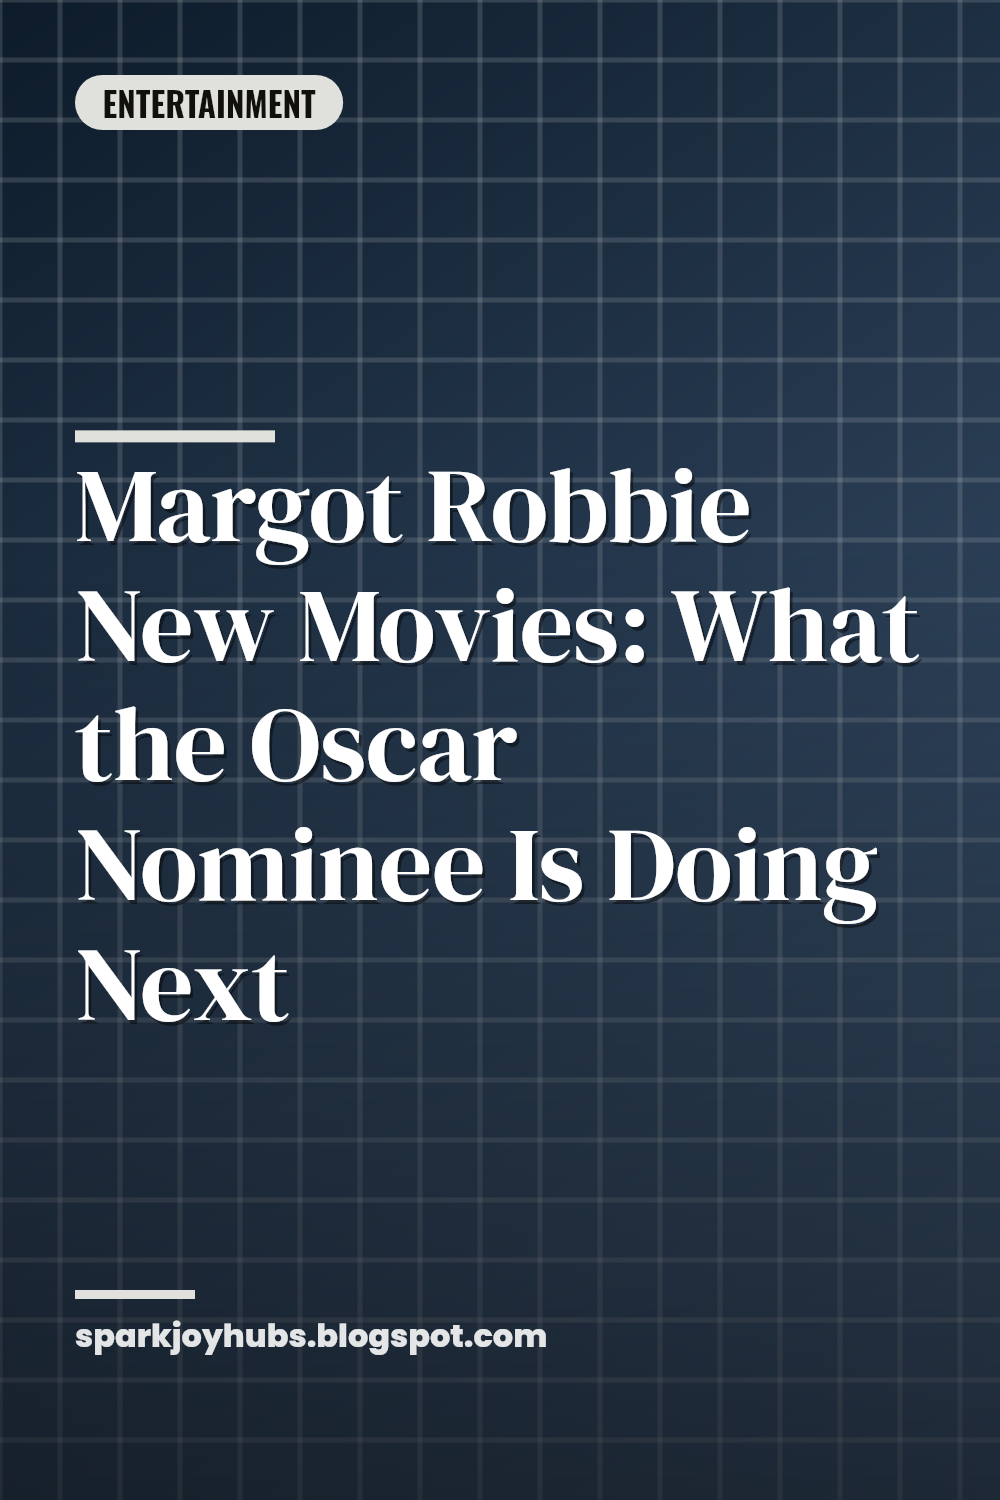 ENTERTAINMENT
Margot Robbie
New Movies: What
the Oscar
Nominee Is Doing
Next
sparkjoyhubs.blogspot.com